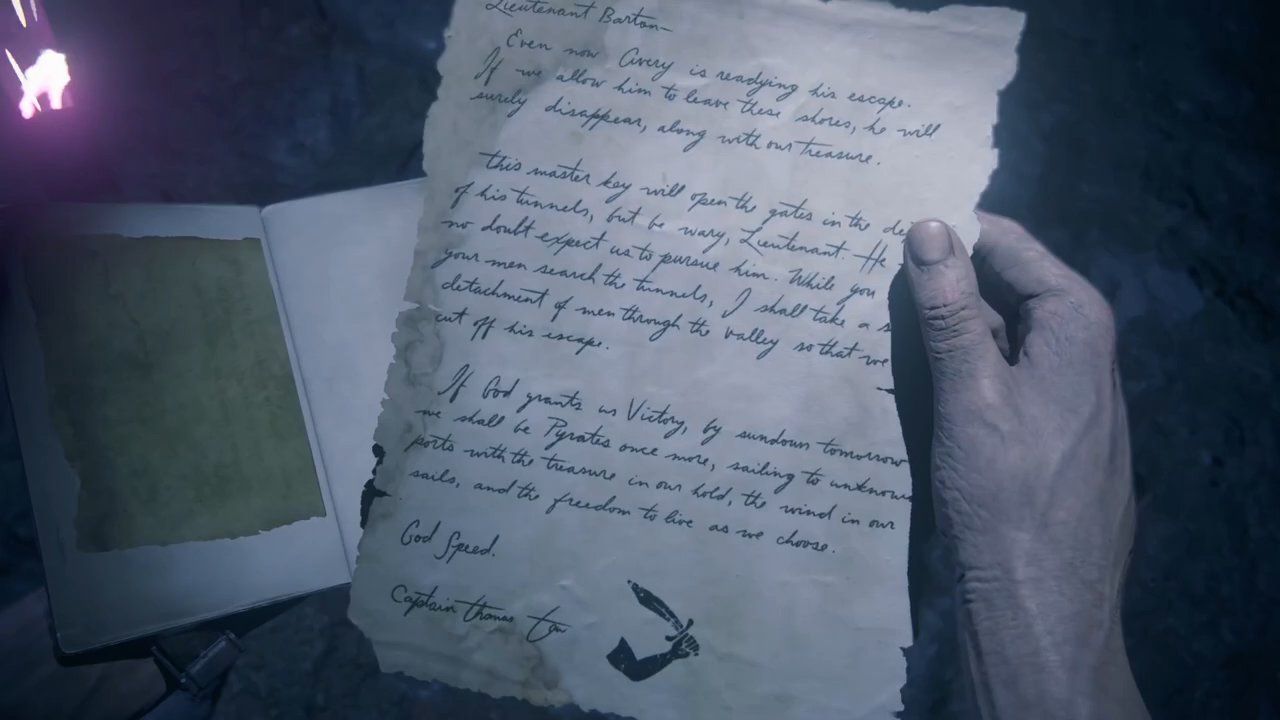 Lieutenant Barton—
Even now Avery is readying his escape.
If we allow him to leave these shores, he will
surely disappear, along with our treasure.
This master key will open the gates in the
of his tunnels, but be wary, Lieutenant. He
no doubt expect us to pursue him. While you
your men search the tunnels, I shall take a
detachment of men through the valley so that we
cut off his escape.
If God grants us Victory, by sundown tomorrow
we shall be Pyrates once more, sailing to unknown
ports with the treasure in our hold, the wind in our
sails, and the freedom to live as we choose.
God Speed.
Captain Thomas Tew